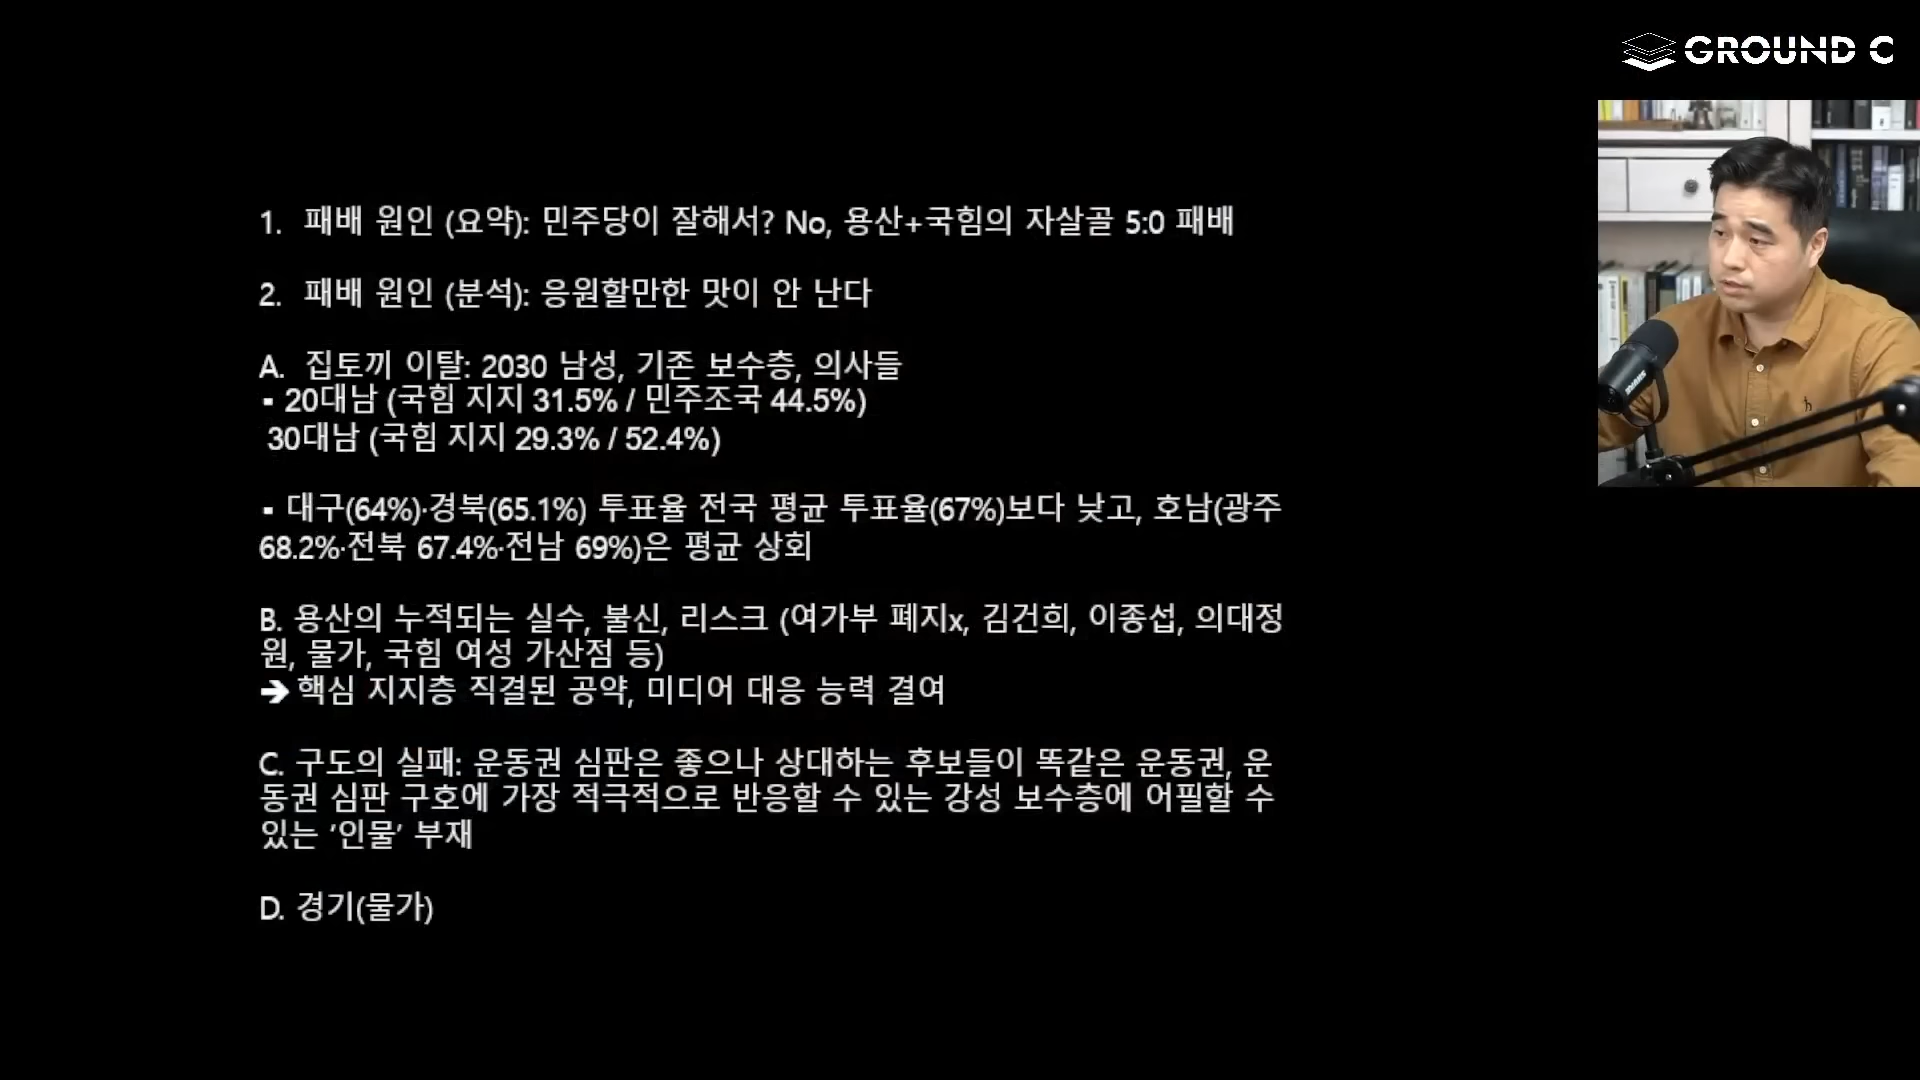 GROUND C
1. 패배 원인 (요약): 민주당이 잘해서? No, 용산+국힘의 자살골 5:0 패배
2. 패배 원인 (분석): 응원할만한 맛이 안 난다
A. 집토끼 이탈: 2030 남성, 기존 보수층, 의사들
- 20대남 (국힘 지지 31.5% / 민주조국 44.5%)
30대남 (국힘 지지 29.3% / 52.4%)
- 대구(64%)·경북(65.1%) 투표율 전국 평균 투표율(67%)보다 낮고, 호남(광주
68.2%·전북 67.4%·전남 69%)은 평균 상회
B. 용산의 누적되는 실수, 불신, 리스크 (여가부 폐지x, 김건희, 이종섭, 의대정
원, 물가, 국힘 여성 가산점 등)
➔ 핵심 지지층 직결된 공약, 미디어 대응 능력 결여
C. 구도의 실패: 운동권 심판은 좋으나 상대하는 후보들이 똑같은 운동권, 운
동권 심판 구호에 가장 적극적으로 반응할 수 있는 강성 보수층에 어필할 수
있는 ‘인물’ 부재
D. 경기(물가)